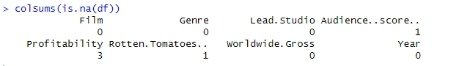 > colsums(is.na(df))
Film Genre Lead.Studio Audience..score..
0 0 0 1
Profitability Rotten.Tomatoes.. Worldwide.Gross Year
3 1 0 0